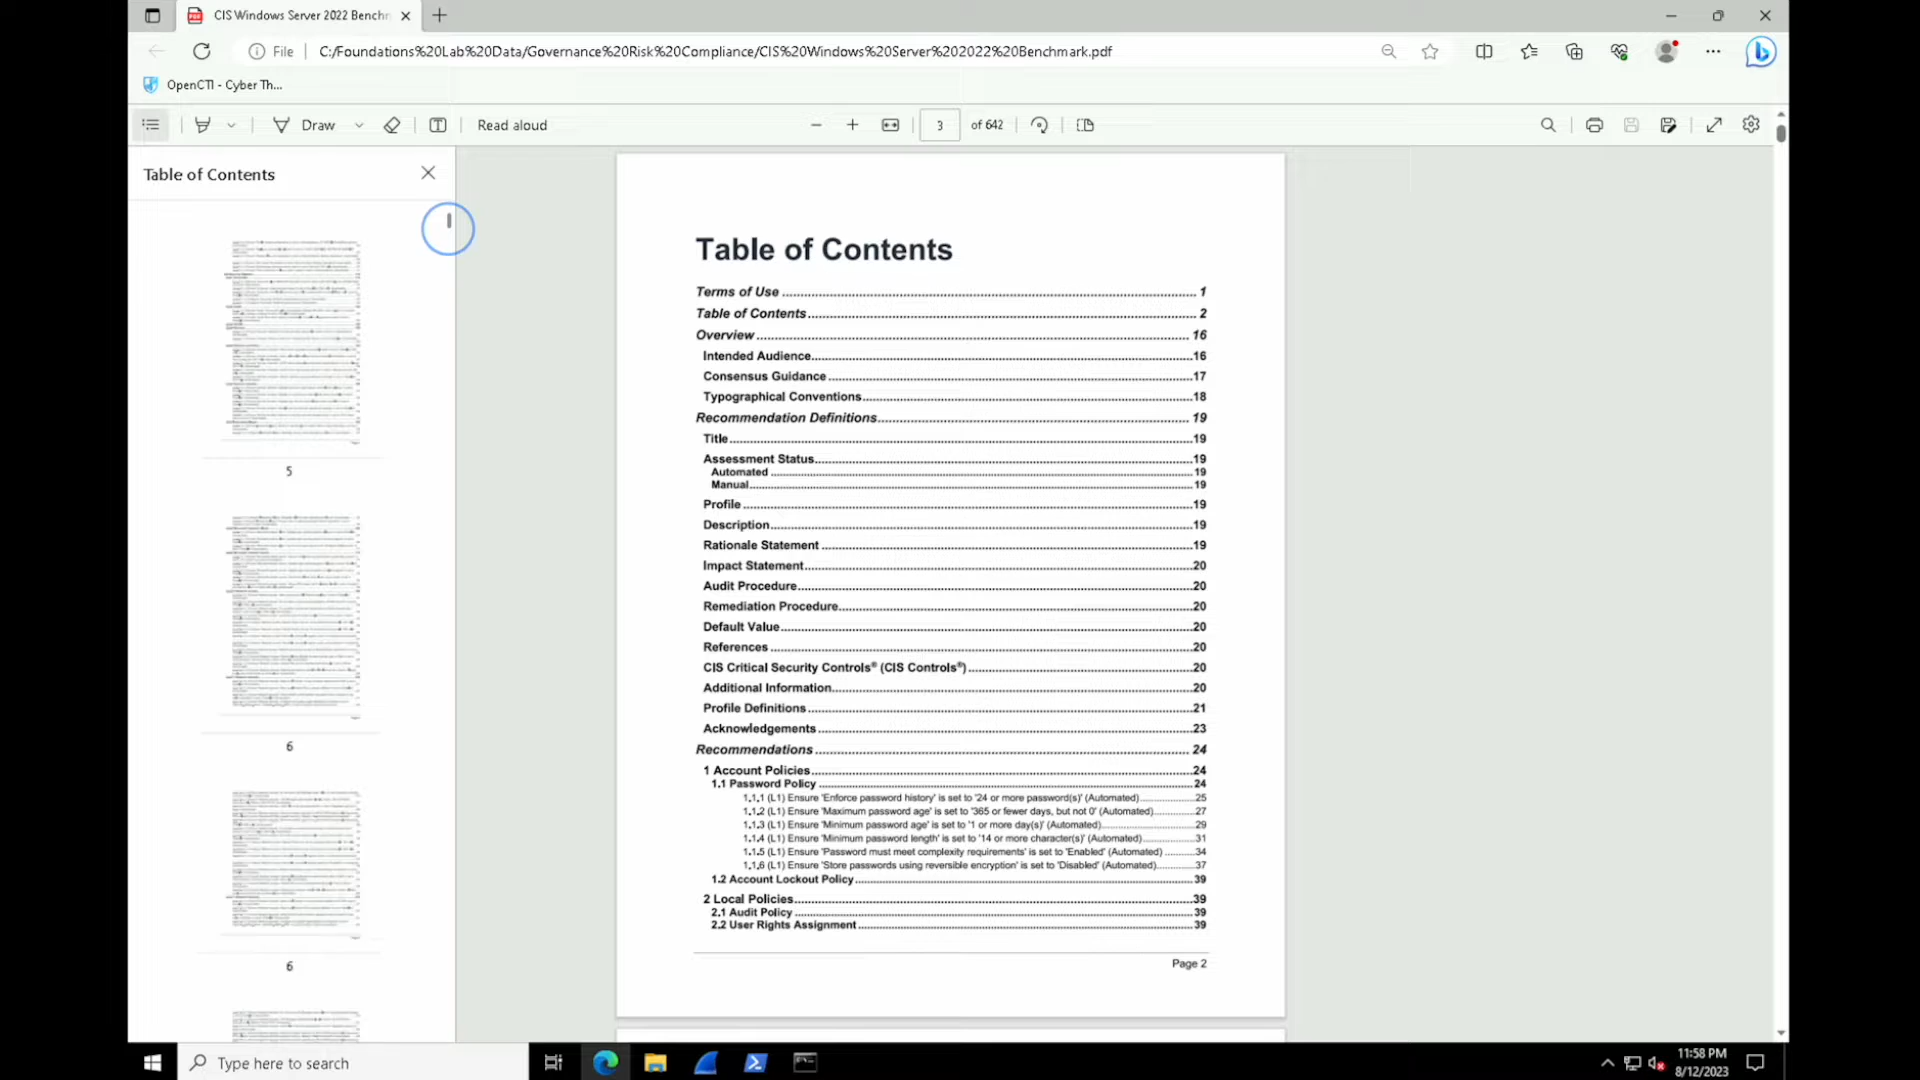 CIS Windows Server 2022 Benchm
File
C:/Foundations%20Lab%20Data/Governance%20Risk%20Compliance/CIS%20Windows%20Server%202022%20Benchmark.pdf
OpenCTI - Cyber Th...
Draw
Read aloud
3
of 642
Table of Contents
5
6
6
Table of Contents
Terms of Use 1
Table of Contents 2
Overview 16
Intended Audience 16
Consensus Guidance 17
Typographical Conventions 18
Recommendation Definitions 19
Title 19
Assessment Status 19
Automated 19
Manual 19
Profile 19
Description 19
Rationale Statement 19
Impact Statement 20
Audit Procedure 20
Remediation Procedure 20
Default Value 20
References 20
CIS Critical Security Controls® (CIS Controls®) 20
Additional Information 20
Profile Definitions 21
Acknowledgements 23
Recommendations 24
1 Account Policies 24
1.1 Password Policy 24
1.1.1 (L1) Ensure 'Enforce password history' is set to '24 or more password(s)' (Automated) 25
1.1.2 (L1) Ensure 'Maximum password age' is set to '365 or fewer days, but not 0' (Automated) 27
1.1.3 (L1) Ensure 'Minimum password age' is set to '1 or more day(s)' (Automated) 29
1.1.4 (L1) Ensure 'Minimum password length' is set to '14 or more character(s)' (Automated) 31
1.1.5 (L1) Ensure 'Password must meet complexity requirements' is set to 'Enabled' (Automated) 34
1.1.6 (L1) Ensure 'Store passwords using reversible encryption' is set to 'Disabled' (Automated) 37
1.2 Account Lockout Policy 39
2 Local Policies 39
2.1 Audit Policy 39
2.2 User Rights Assignment 39
Page 2
Type here to search
11:58 PM
8/12/2023